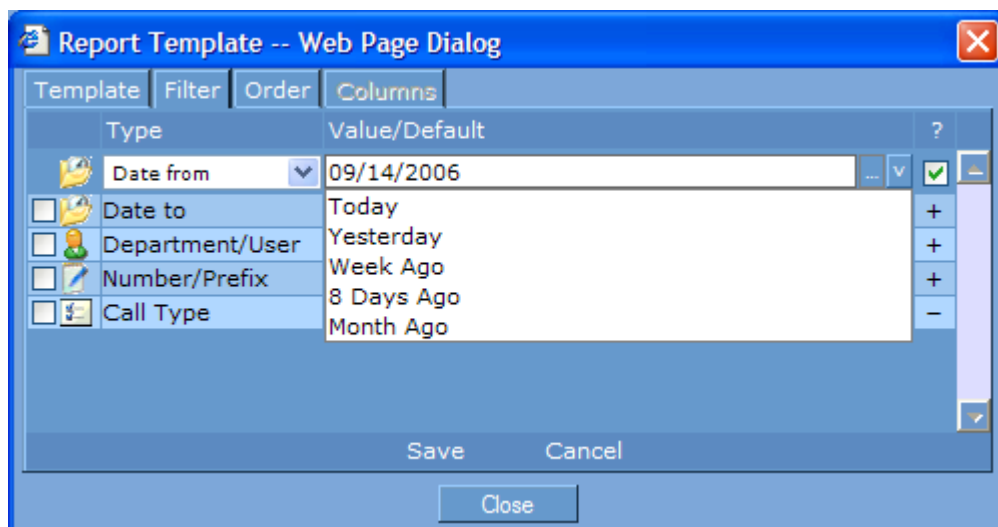 Report Template -- Web Page Dialog
Template Filter Order Columns
Type Value/Default ?
Date from 09/14/2006 ... v
Today
Date to +
Yesterday
Department/User +
Week Ago
Number/Prefix +
8 Days Ago
Call Type –
Month Ago
Save Cancel
Close